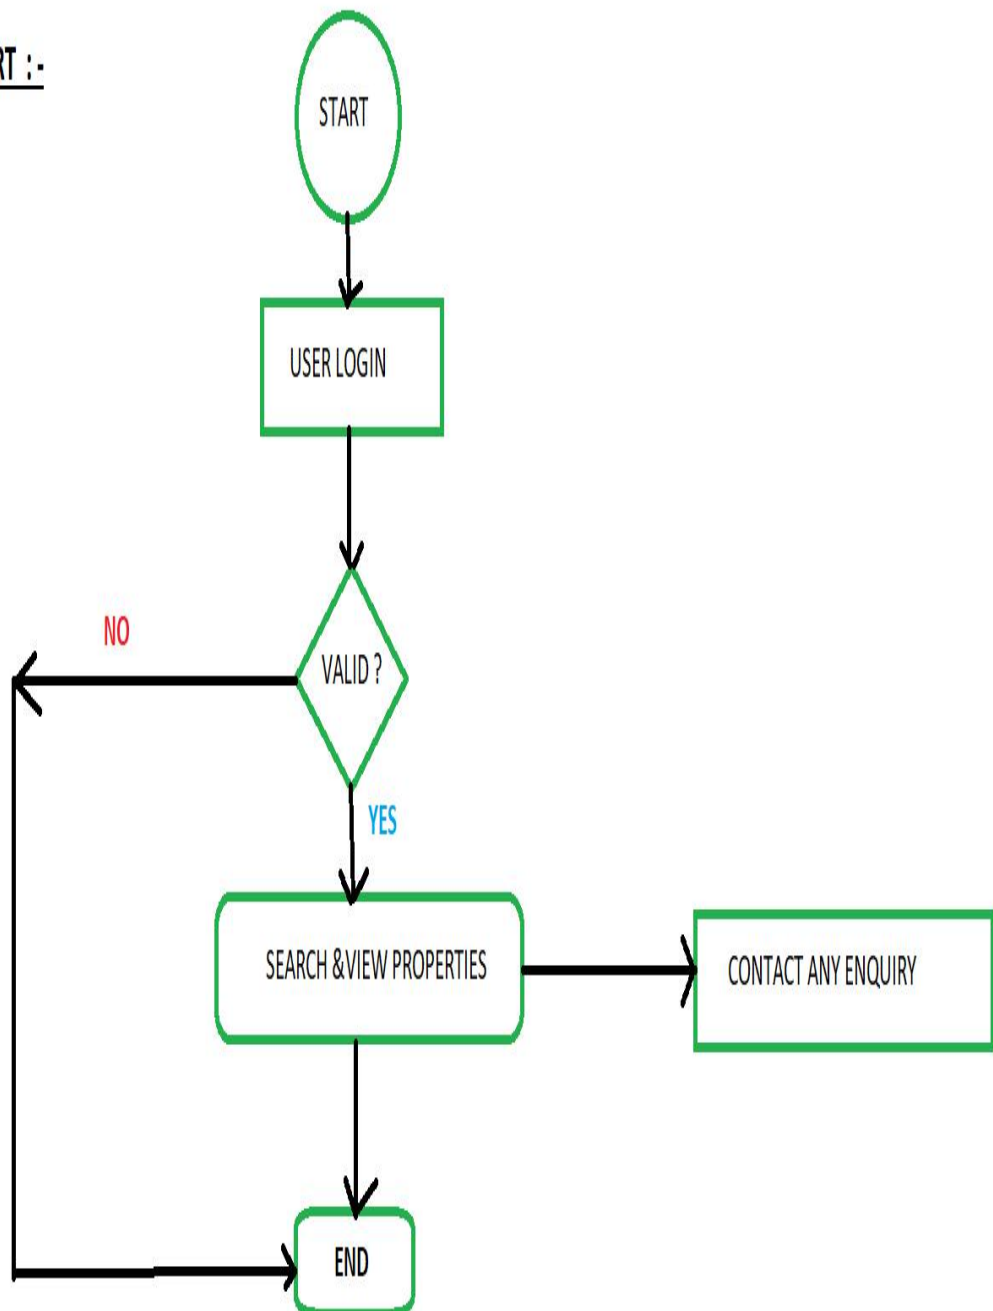 RT :-
START
USER LOGIN
NO
VALID ?
YES
SEARCH &VIEW PROPERTIES
CONTACT ANY ENQUIRY
END